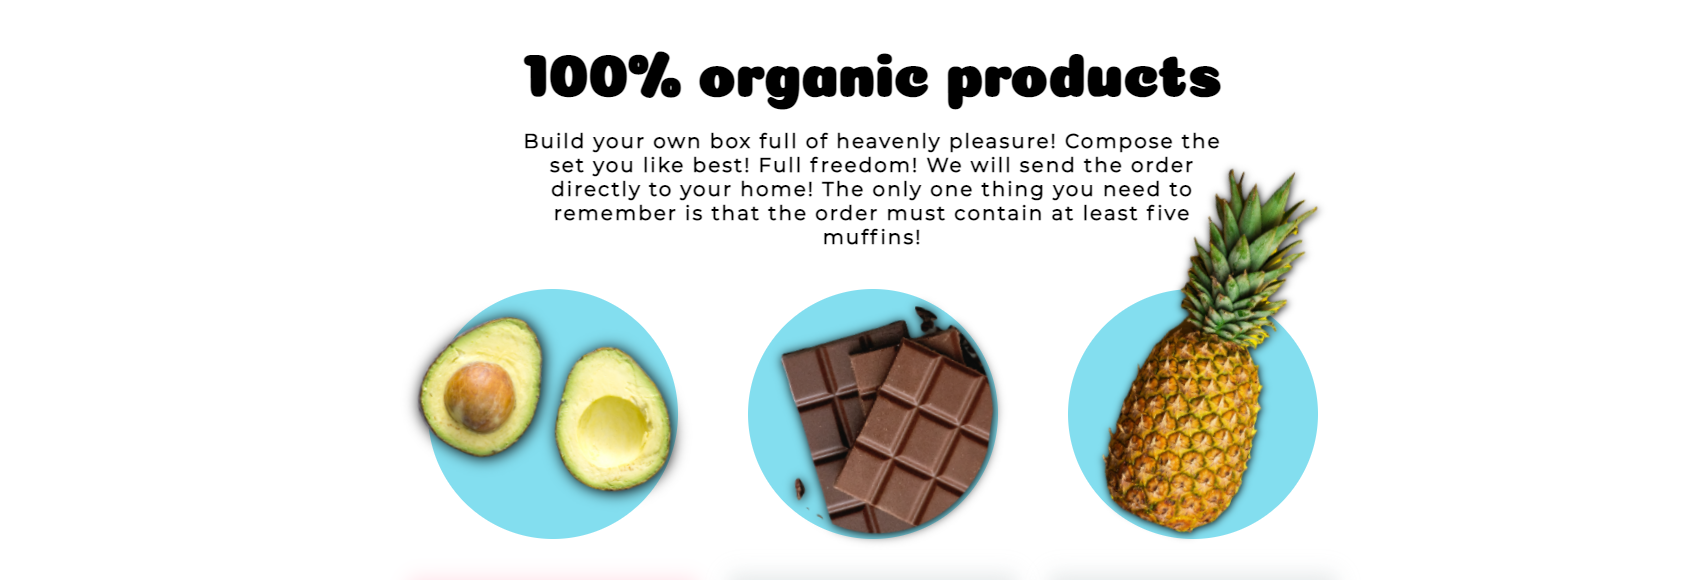 100% organic products
Build your own box full of heavenly pleasure! Compose the
set you like best! Full freedom! We will send the order
directly to your home! The only one thing you need to
remember is that the order must contain at least five
muffins!